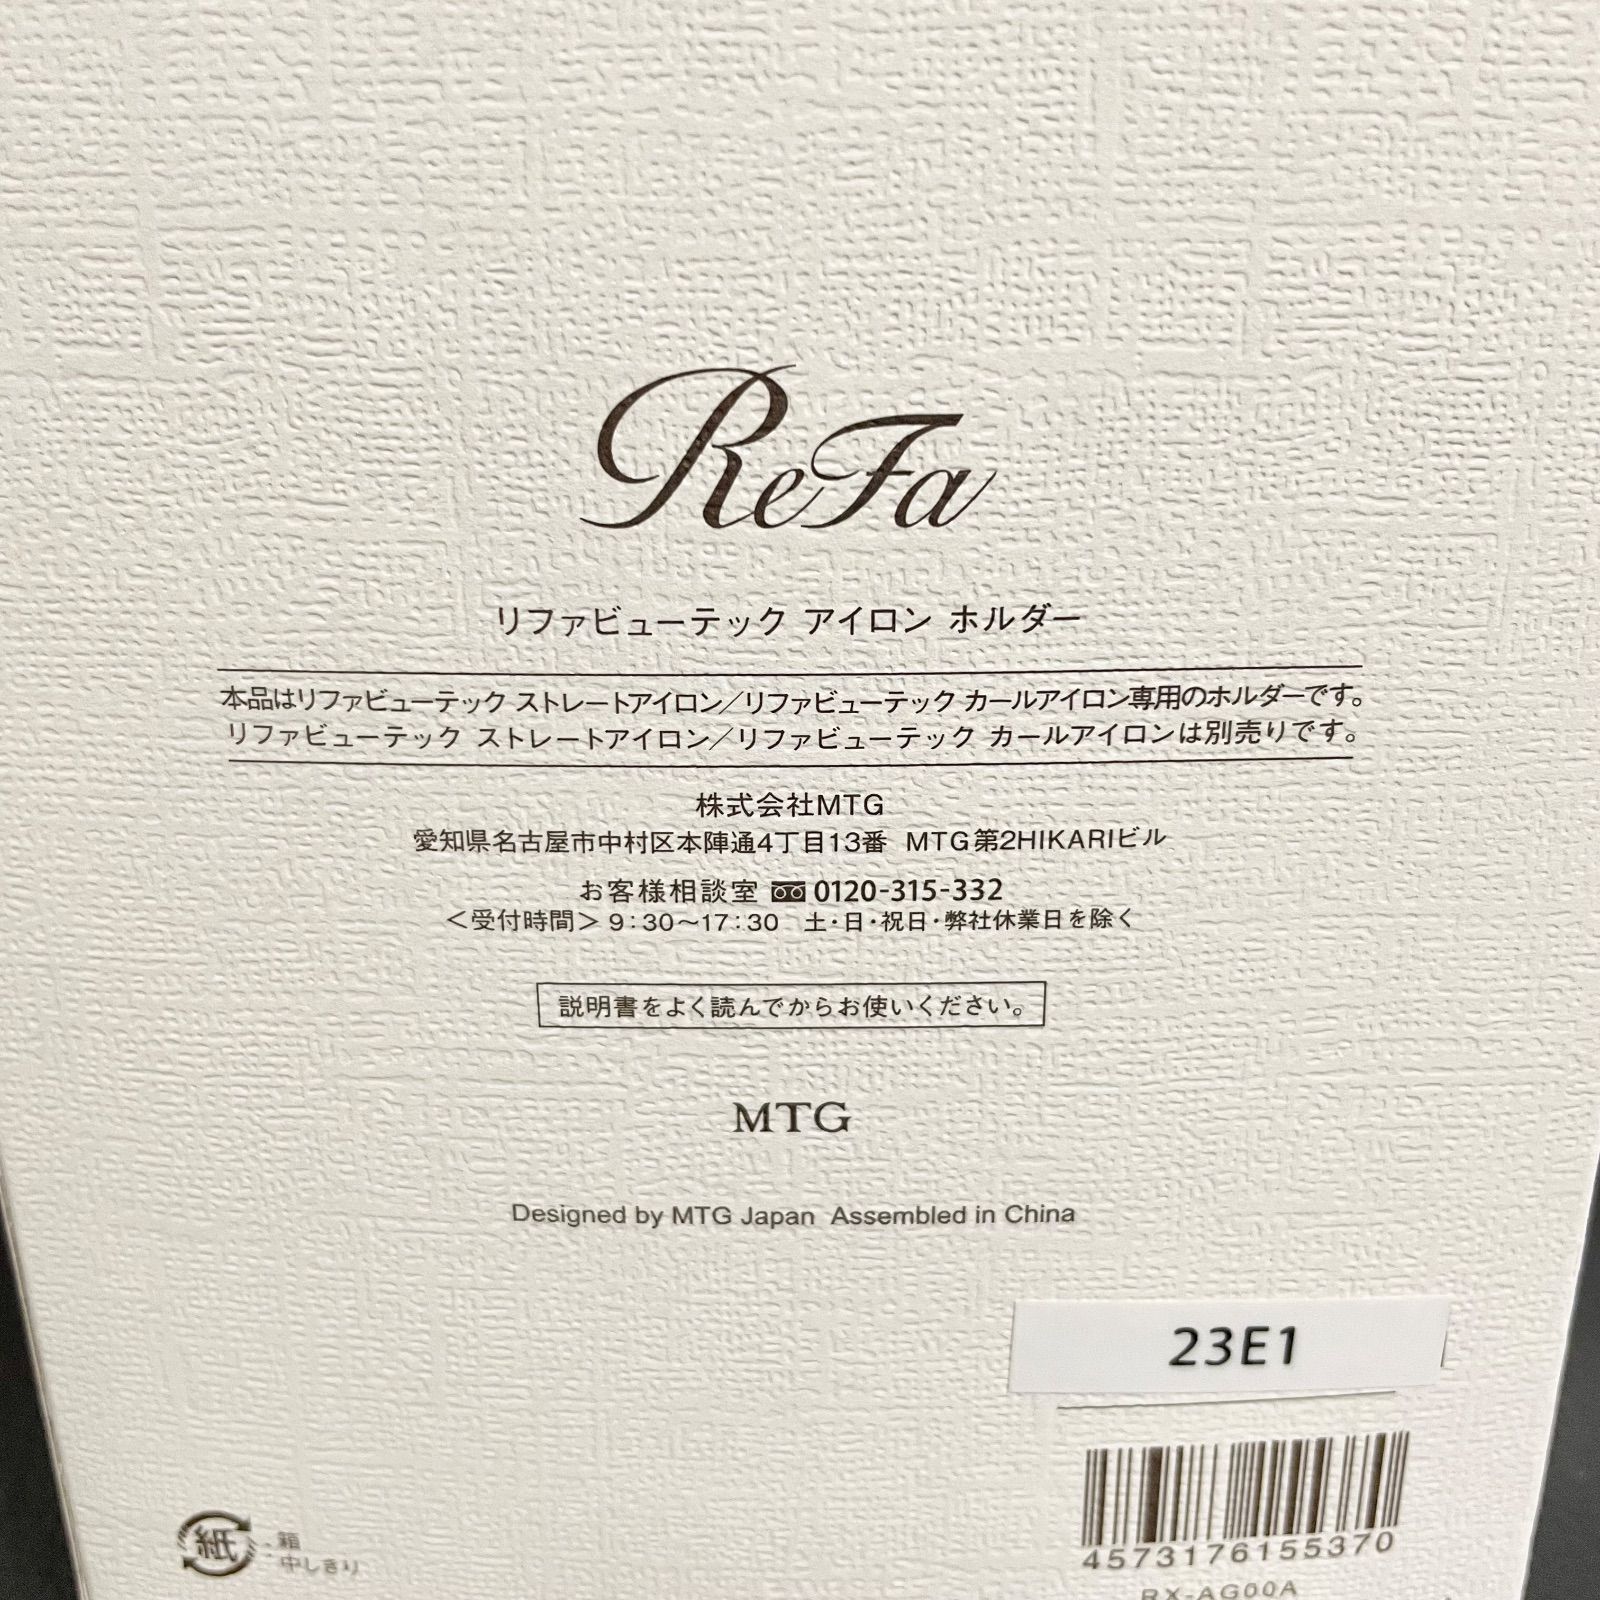 ReFa
リファビューテック アイロン ホルダー
本品はリファビューテック ストレートアイロン／リファビューテック カールアイロン専用のホルダーです。
リファビューテック ストレートアイロン／リファビューテック カールアイロンは別売りです。
株式会社MTG
愛知県名古屋市中村区本陣通4丁目13番 MTG第2HIKARIビル
お客様相談室 0120-315-332
＜受付時間＞9：30～17：30 土・日・祝日・弊社休業日を除く
説明書をよく読んでからお使いください。
MTG
Designed by MTG Japan Assembled in China
23E1
4573176155370
RX-AG00A
紙：箱
中しきり